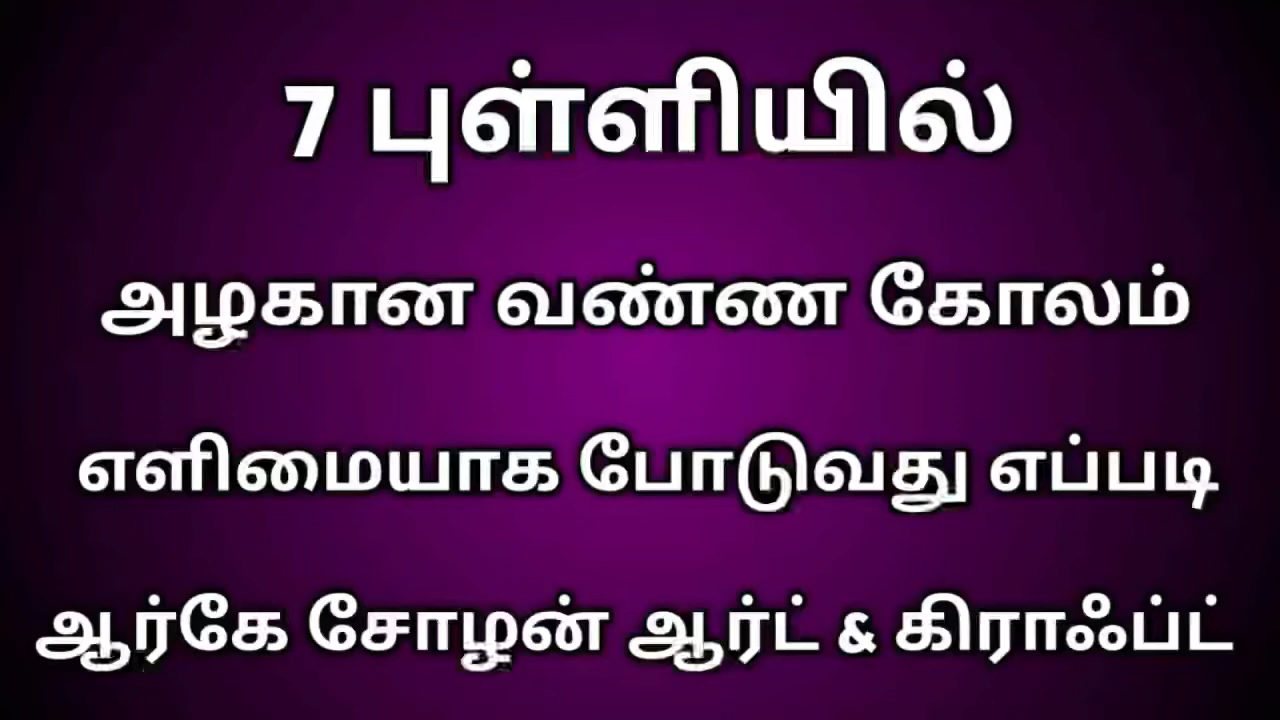 7 புள்ளியில்
அழகான வண்ண கோலம்
எளிமையாக போடுவது எப்படி
ஆர்கே சோழன் ஆர்ட் & கிராஃப்ட்